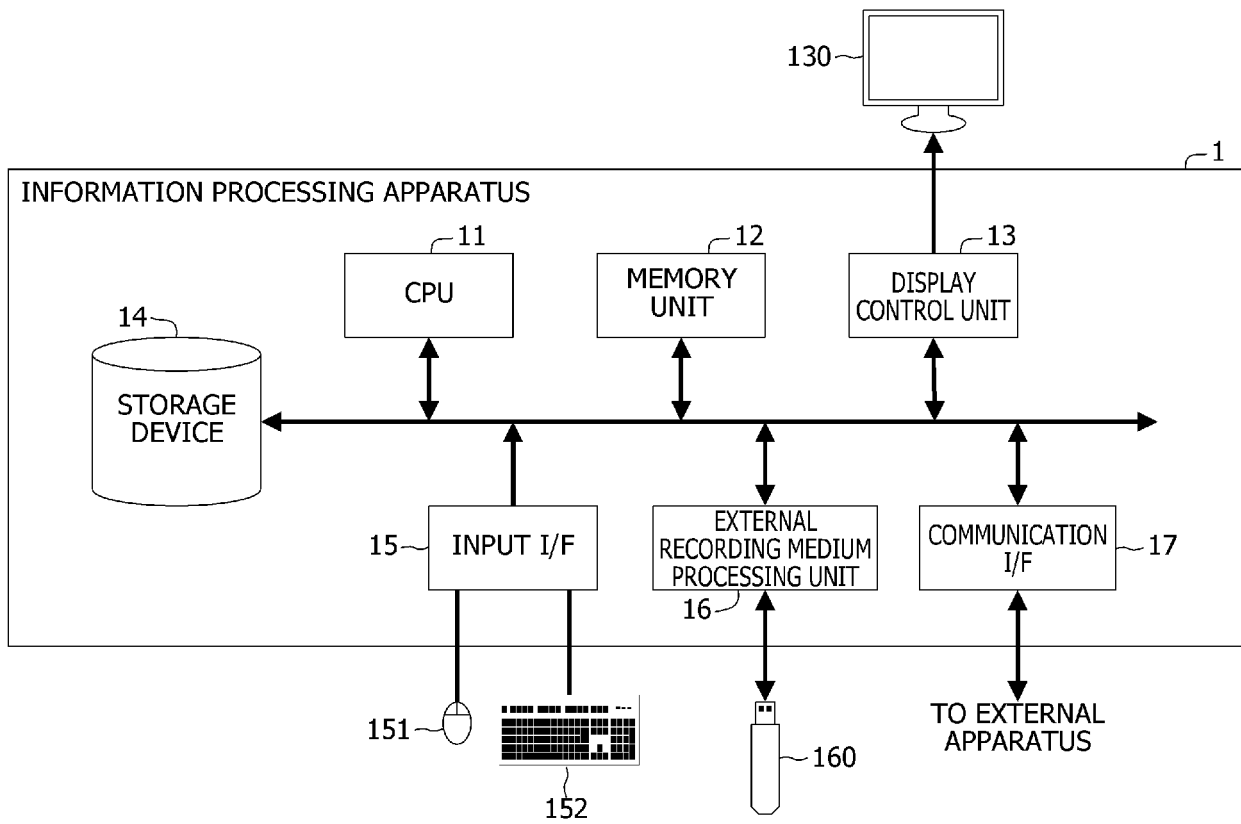 130
1
INFORMATION PROCESSING APPARATUS
11
12
13
CPU
MEMORY
UNIT
DISPLAY
CONTROL UNIT
14
STORAGE
DEVICE
15
INPUT I/F
EXTERNAL
RECORDING MEDIUM
PROCESSING UNIT
16
COMMUNICATION
I/F
17
151
152
160
TO EXTERNAL
APPARATUS